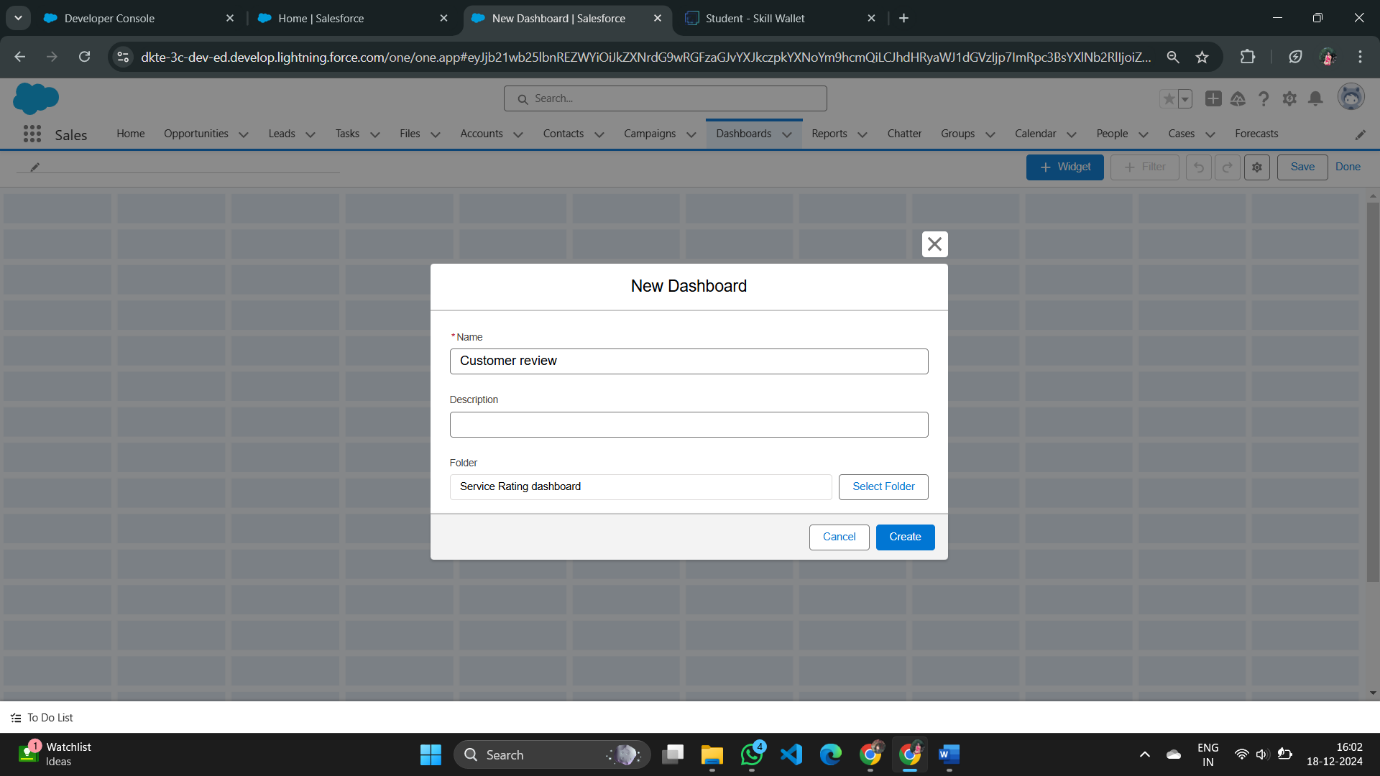 Developer Console
Home | Salesforce
New Dashboard | Salesforce
Student - Skill Wallet
dkte-3c-dev-ed.develop.lightning.force.com/one/one.app#eyJjb21wb25lbnREZWYiOiJkZXNrdG9wRGFzaGJvYXJkczpkYXNoYm9hcmQiLCJhdHRyaWJ1dGVzIjp7ImRpc3BsYXlNb2RlIjoiZ...
Search...
Sales
Home Opportunities Leads Tasks Files Accounts Contacts Campaigns Dashboards Reports Chatter Groups Calendar People Cases Forecasts
+ Widget
+ Filter
Save
Done
New Dashboard
*Name
Customer review
Description
Folder
Service Rating dashboard
Select Folder
Cancel
Create
To Do List
1
Watchlist
Ideas
Search
4
ENG
IN
16:02
18-12-2024